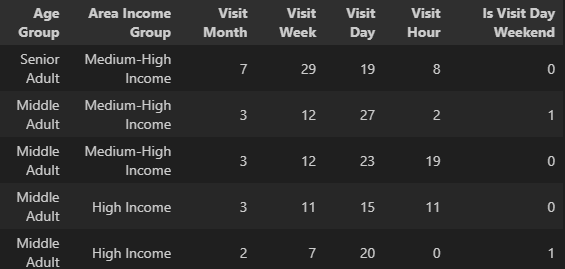 Age Group Area Income Group Visit Month Visit Week Visit Day Visit Hour Is Visit Day Weekend
Senior Adult Medium-High Income 7 29 19 8 0
Middle Adult Medium-High Income 3 12 27 2 1
Middle Adult Medium-High Income 3 12 23 19 0
Middle Adult High Income 3 11 15 11 0
Middle Adult High Income 2 7 20 0 1